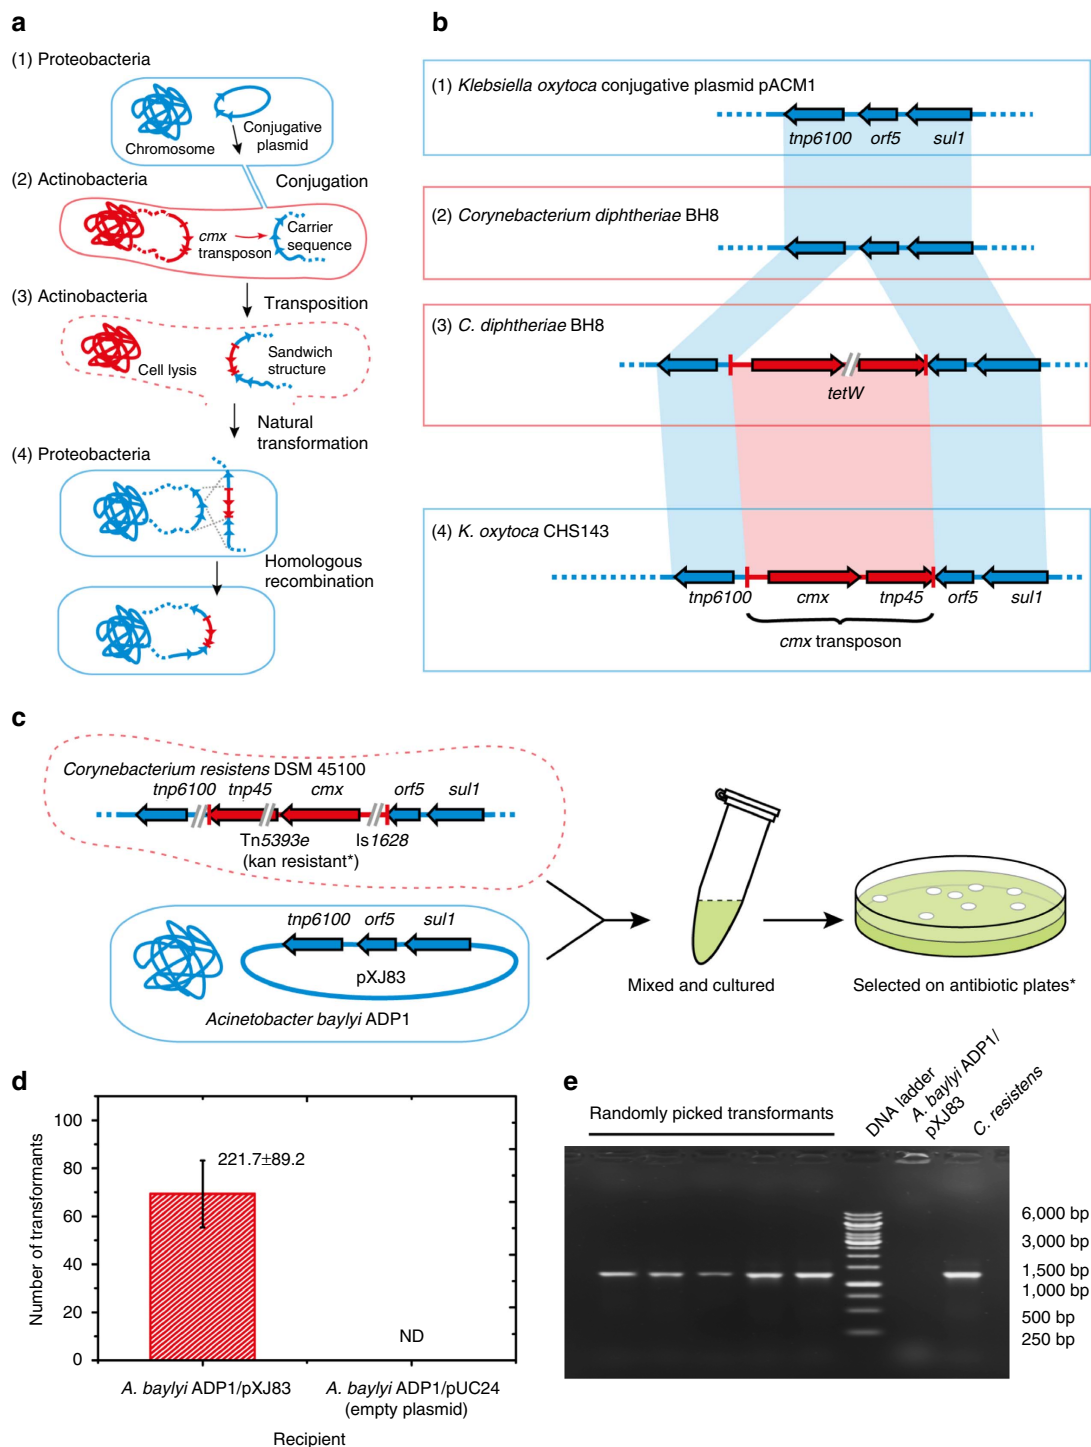 a
(1) Proteobacteria
Chromosome
Conjugative
plasmid
(2) Actinobacteria
Conjugation
cmx
transposon
Carrier
sequence
(3) Actinobacteria
Transposition
Cell lysis
Sandwich
structure
Natural
transformation
(4) Proteobacteria
Homologous
recombination
b
(1) Klebsiella oxytoca conjugative plasmid pACM1
tnp6100 orf5 sul1
(2) Corynebacterium diphtheriae BH8
(3) C. diphtheriae BH8
tetW
(4) K. oxytoca CHS143
tnp6100 cmx tnp45 orf5 sul1
cmx transposon
c
Corynebacterium resistens DSM 45100
tnp6100 tnp45 cmx orf5 sul1
Tn5393e Is1628
(kan resistant*)
tnp6100 orf5 sul1
pXJ83
Acinetobacter baylyi ADP1
Mixed and cultured
Selected on antibiotic plates*
d
Number of transformants
100
80
60
40
20
0
221.7±89.2
ND
A. baylyi ADP1/pXJ83
A. baylyi ADP1/pUC24
(empty plasmid)
Recipient
e
Randomly picked transformants
DNA ladder
A. baylyi ADP1/
pXJ83
C. resistens
6,000 bp
3,000 bp
1,500 bp
1,000 bp
500 bp
250 bp